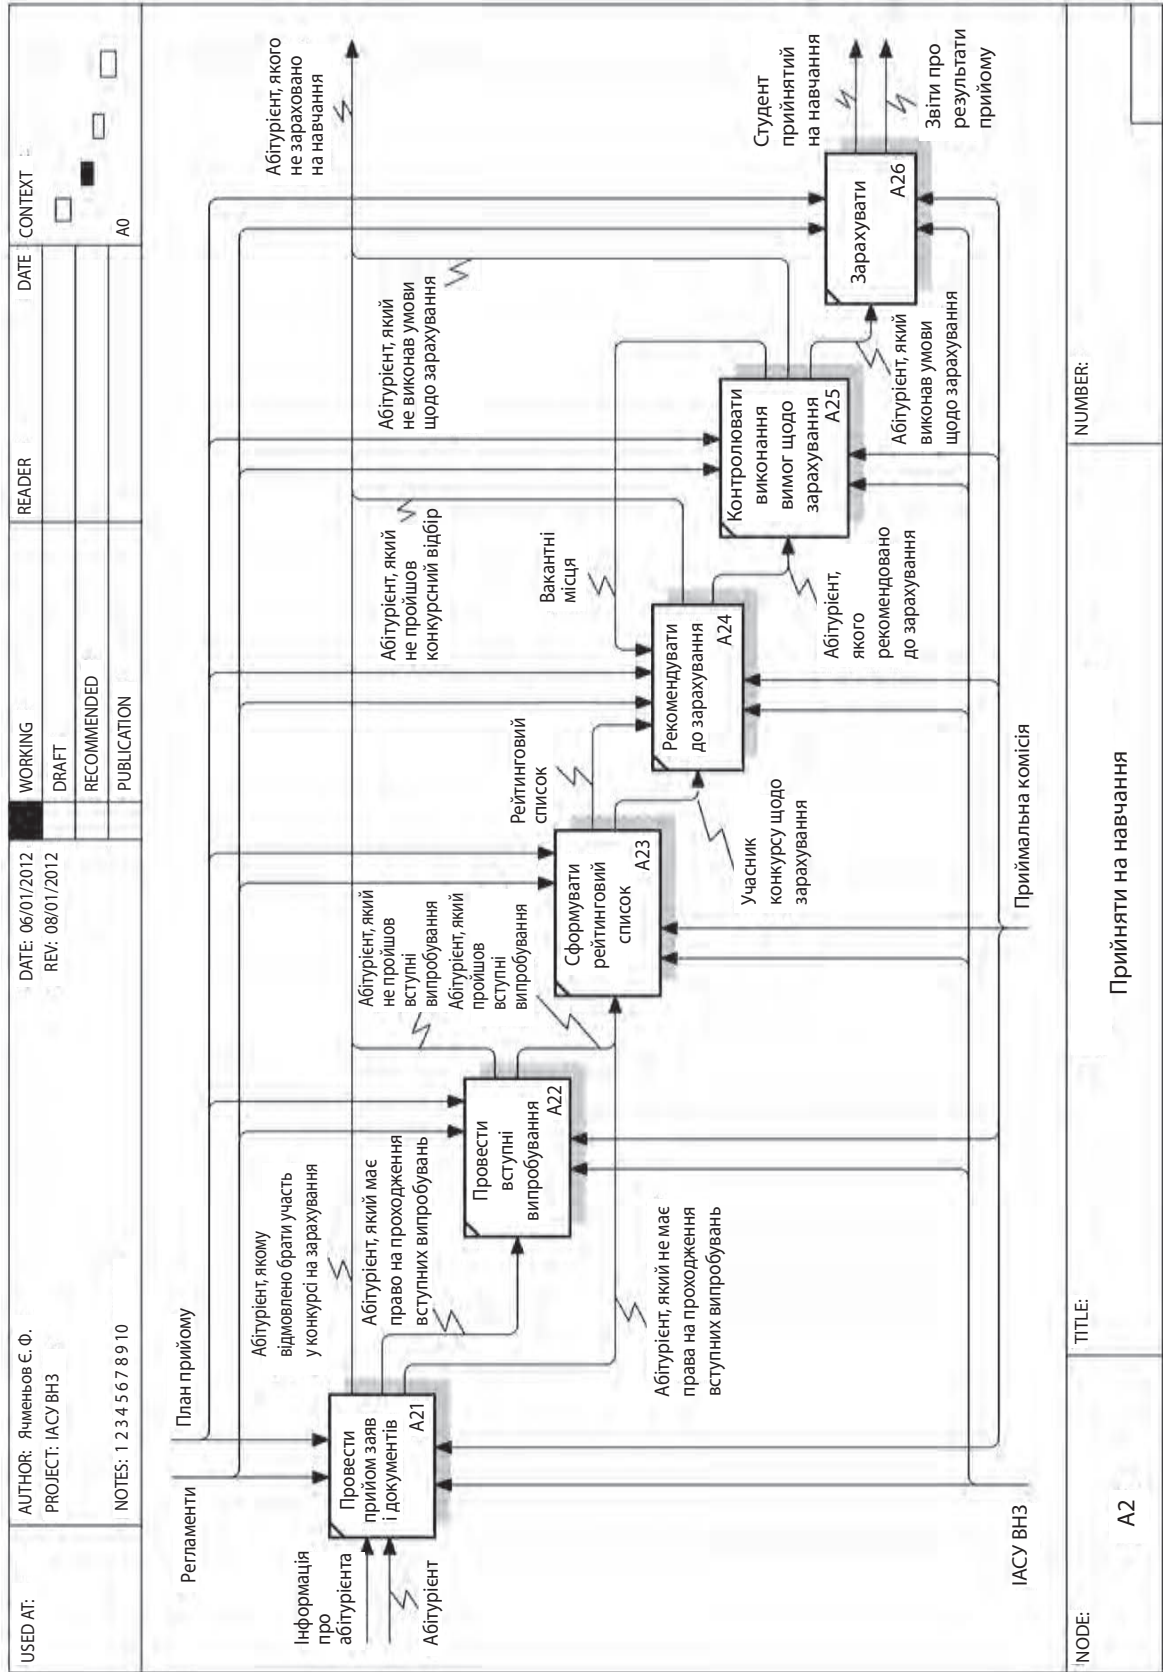 USED AT:
AUTHOR: Ячменьов Є. Ф.
PROJECT: ІАСУ ВНЗ
NOTES: 1 2 3 4 5 6 7 8 9 10
DATE: 06/01/2012
REV: 08/01/2012
WORKING
DRAFT
RECOMMENDED
PUBLICATION
READER
DATE
CONTEXT
A0
Регламенти
План прийому
Інформація
про
абітурієнта
Абітурієнт
Провести
прийом заяв
і документів
A21
Абітурієнт, якому
відмовлено брати участь
у конкурсі на зарахування
Абітурієнт, який має
право на проходження
вступних випробувань
Абітурієнт, який не має
права на проходження
вступних випробувань
Провести
вступні
випробування
A22
Абітурієнт, який
не пройшов
вступні
випробування
Абітурієнт, який
пройшов
вступні
випробування
Сформувати
рейтинговий
список
A23
Рейтинговий
список
Учасник
конкурсу щодо
зарахування
Рекомендувати
до зарахування
A24
Абітурієнт, який
не пройшов
конкурсний відбір
Вакантні
місця
Абітурієнт,
якого
рекомендовано
до зарахування
Контролювати
виконання
вимог щодо
зарахування
A25
Абітурієнт, який
не виконав умови
щодо зарахування
Абітурієнт, який
виконав умови
щодо зарахування
Зарахувати
A26
Абітурієнт, якого
не зараховано
на навчання
Студент
прийнятий
на навчання
Звіти про
результати
прийому
ІАСУ ВНЗ
Приймальна комісія
NODE:
A2
TITLE:
Прийняти на навчання
NUMBER: